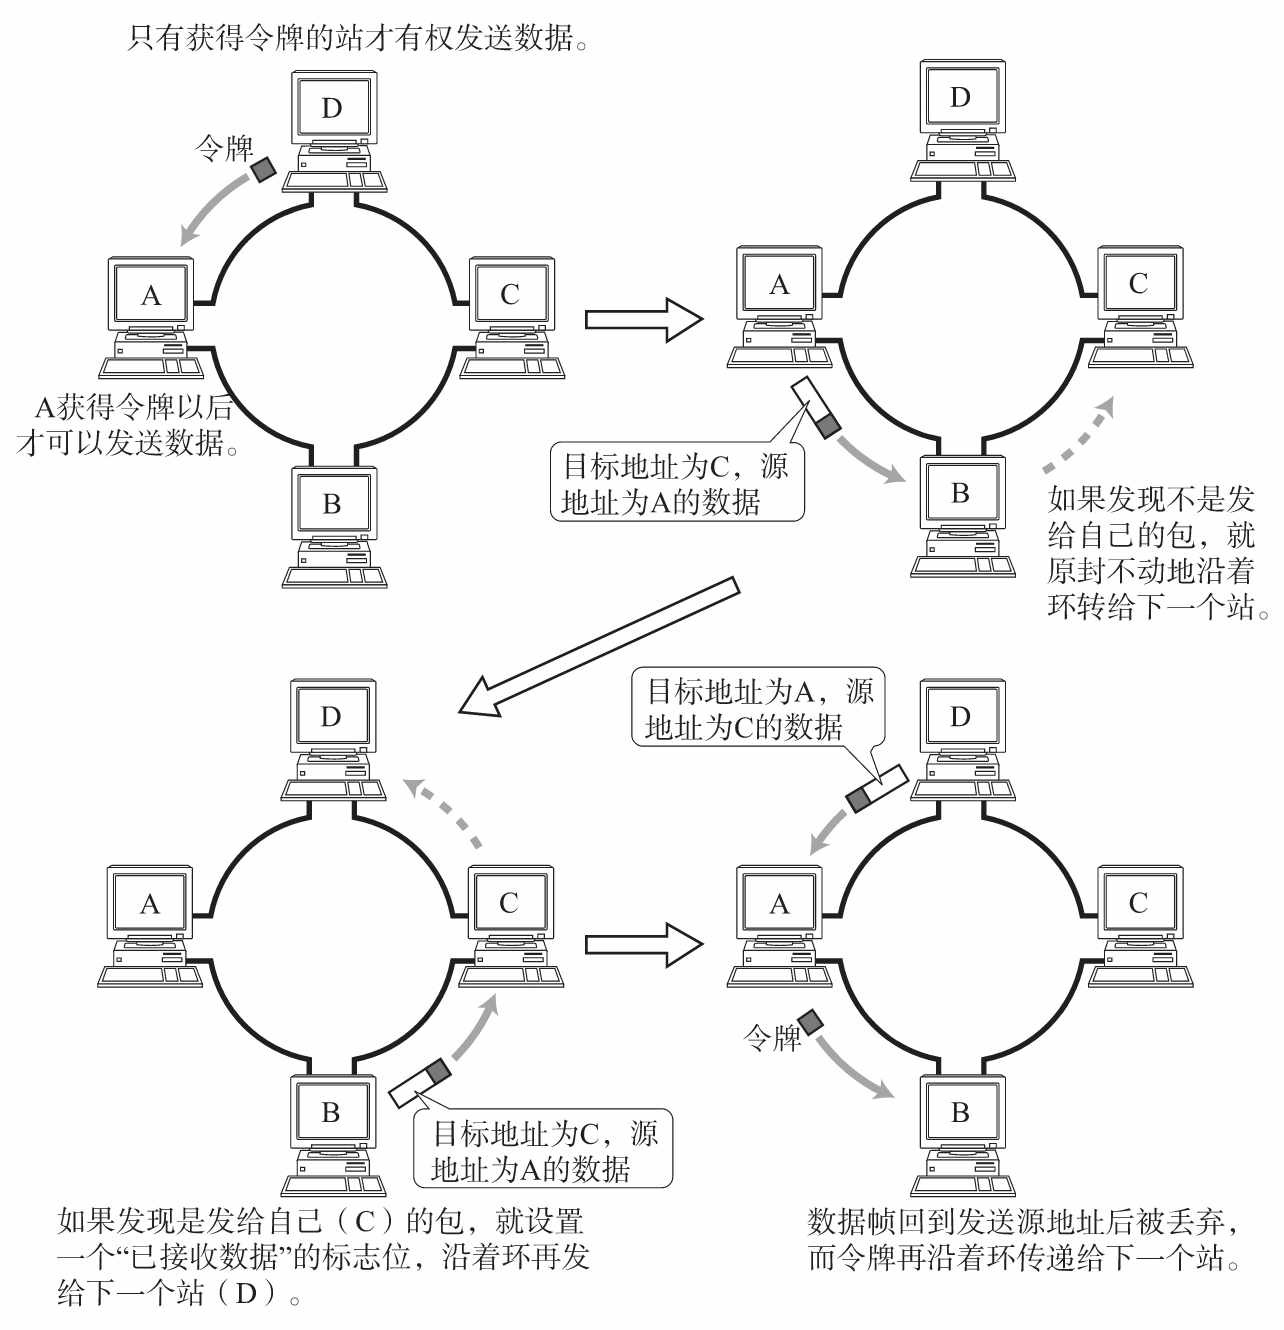 只有获得令牌的站才有权发送数据。
D
令牌
A
C
A获得令牌以后
才可以发送数据。
B
D
A
C
目标地址为C，源
地址为A的数据
B
如果发现不是发
给自己的包，就
原封不动地沿着
环转给下一个站。
D
A
C
B
目标地址为C，源
地址为A的数据
如果发现是发给自己（C）的包，就设置
一个“已接收数据”的标志位，沿着环再发
给下一个站（D）。
目标地址为A，源
地址为C的数据
D
A
C
令牌
B
数据帧回到发送源地址后被丢弃，
而令牌再沿着环传递给下一个站。